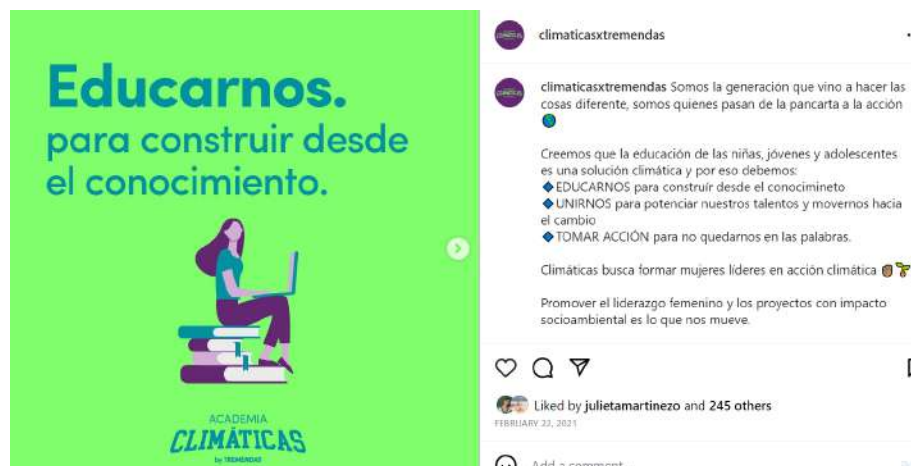 Educarnos.
para construir desde
el conocimiento.
ACADEMIA
CLIMÁTICAS
by TREMENDAS
climaticasxtremendas
climaticasxtremendas Somos la generación que vino a hacer las
cosas diferente, somos quienes pasan de la pancarta a la acción
Creemos que la educación de las niñas, jóvenes y adolescentes
es una solución climática y por eso debemos:
EDUCARNOS para construír desde el conocimineto
UNIRNOS para potenciar nuestros talentos y movernos hacia
el cambio
TOMAR ACCIÓN para no quedarnos en las palabras.
Climáticas busca formar mujeres líderes en acción climática
Promover el liderazgo femenino y los proyectos con impacto
socioambiental es lo que nos mueve.
Liked by julietamartinezo and 245 others
FEBRUARY 22, 2021
Add a comment...